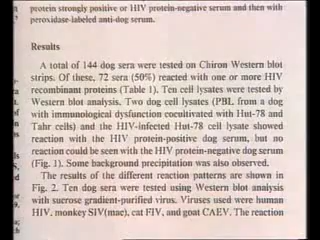 protein strongly positive or HIV protein-negative serum and then with
peroxidase-labeled anti-dog serum.
Results
A total of 144 dog sera were tested on Chiron Western blot
strips. Of these, 72 sera (50%) reacted with one or more HIV
recombinant proteins (Table 1). Ten cell lysates were tested by
Western blot analysis. Two dog cell lysates (PBL from a dog
with immunological dysfunction cocultivated with Hut-78 and
Tahr cells) and the HIV-infected Hut-78 cell lysate showed
reaction with the HIV protein-positive dog serum, but no
reaction could be seen with the HIV protein-negative dog serum
(Fig. 1). Some background precipitation was also observed.
The results of the different reaction patterns are shown in
Fig. 2. Ten dog sera were tested using Western blot analysis
with sucrose gradient-purified virus. Viruses used were human
HIV, monkey SIV(mac), cat FIV, and goat CAEV. The reaction